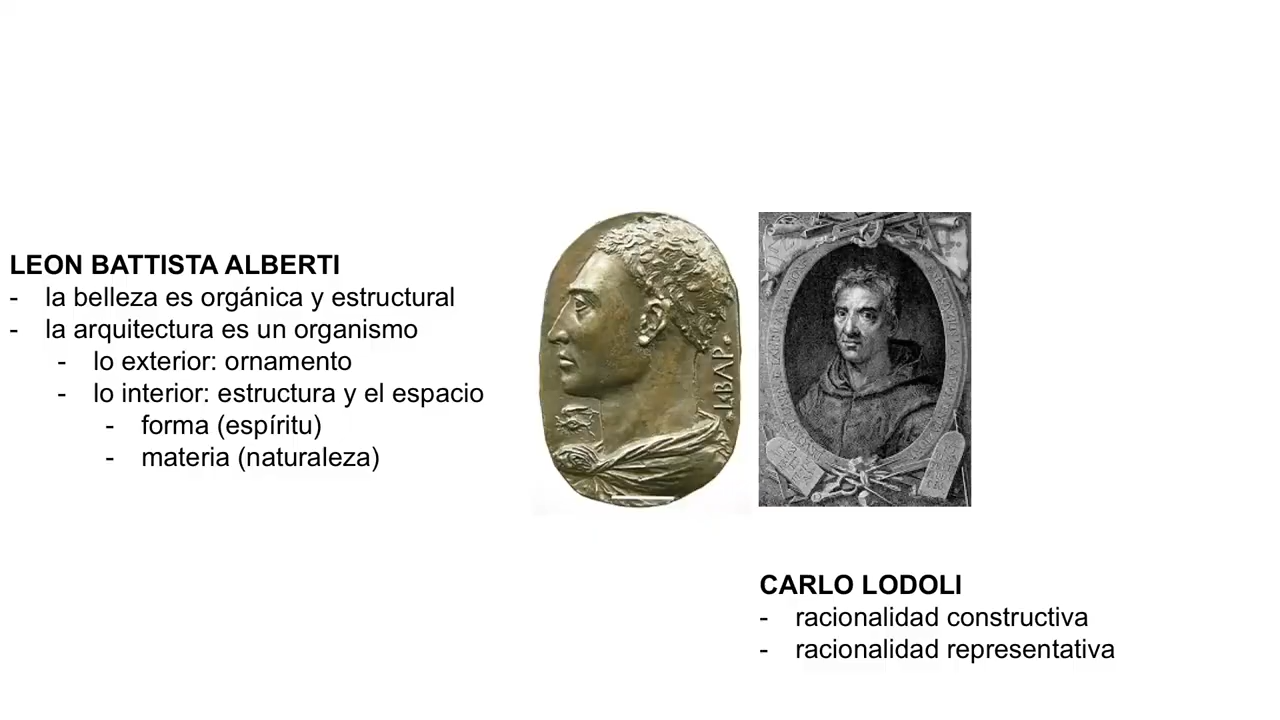 LEON BATTISTA ALBERTI
- la belleza es orgánica y estructural
- la arquitectura es un organismo
- lo exterior: ornamento
- lo interior: estructura y el espacio
- forma (espíritu)
- materia (naturaleza)
.L.BAP.
CARLO LODOLI
- racionalidad constructiva
- racionalidad representativa